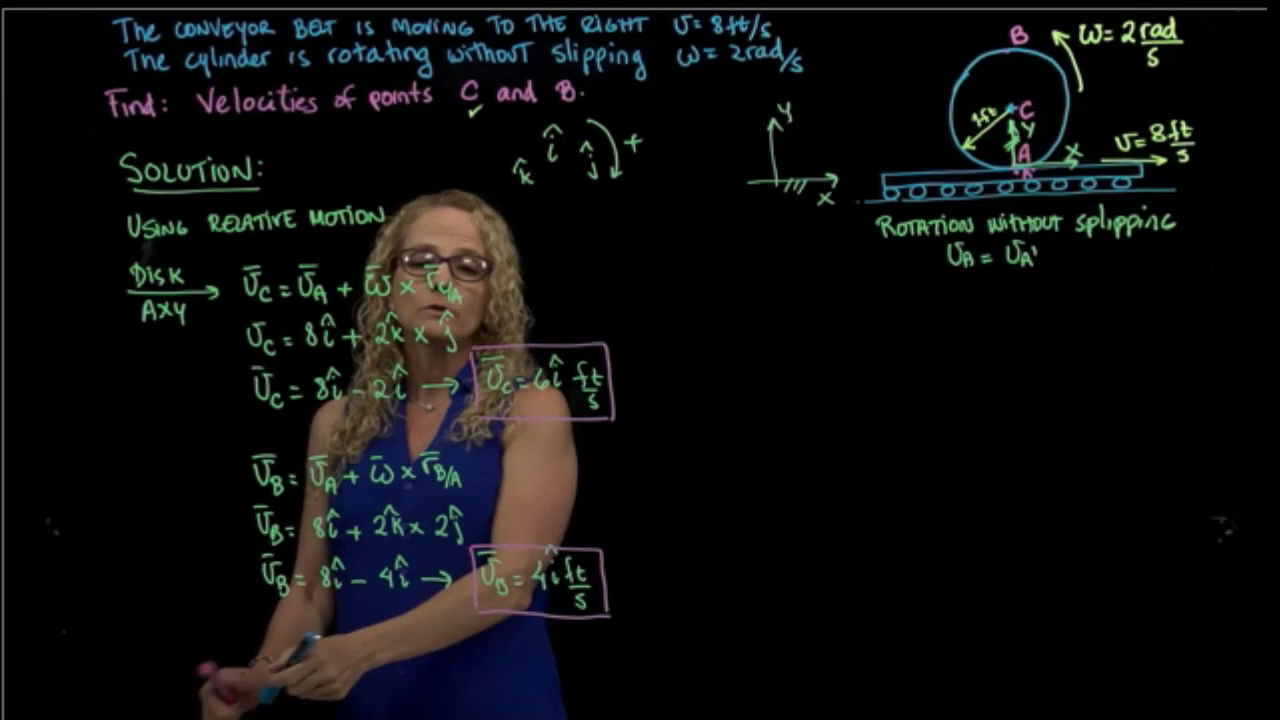 The CONVEYOR BELT IS MOVING TO THE RIGHT v = 8ft/s
The cylinder is rotating without slipping ω = 2rad/s
Find: Velocities of points C and B.
SOLUTION:
î ĵ k̂ +
USING RELATIVE MOTION
DISK
AXY
v̄C = v̄A + ω̄ × r̄C/A
v̄C = 8î + 2k̂ × ĵ
v̄C = 8î − 2î → v̄C = 6î ft/s
v̄B = v̄A + ω̄ × r̄B/A
v̄B = 8î + 2k̂ × 2ĵ
v̄B = 8î − 4î → v̄B = 4î ft/s
Y
X
B
ω = 2 rad/s
C
1ft
Y
A
X
v = 8 ft/s
A'
ROTATION WITHOUT SPLIPPING
vA = vA'